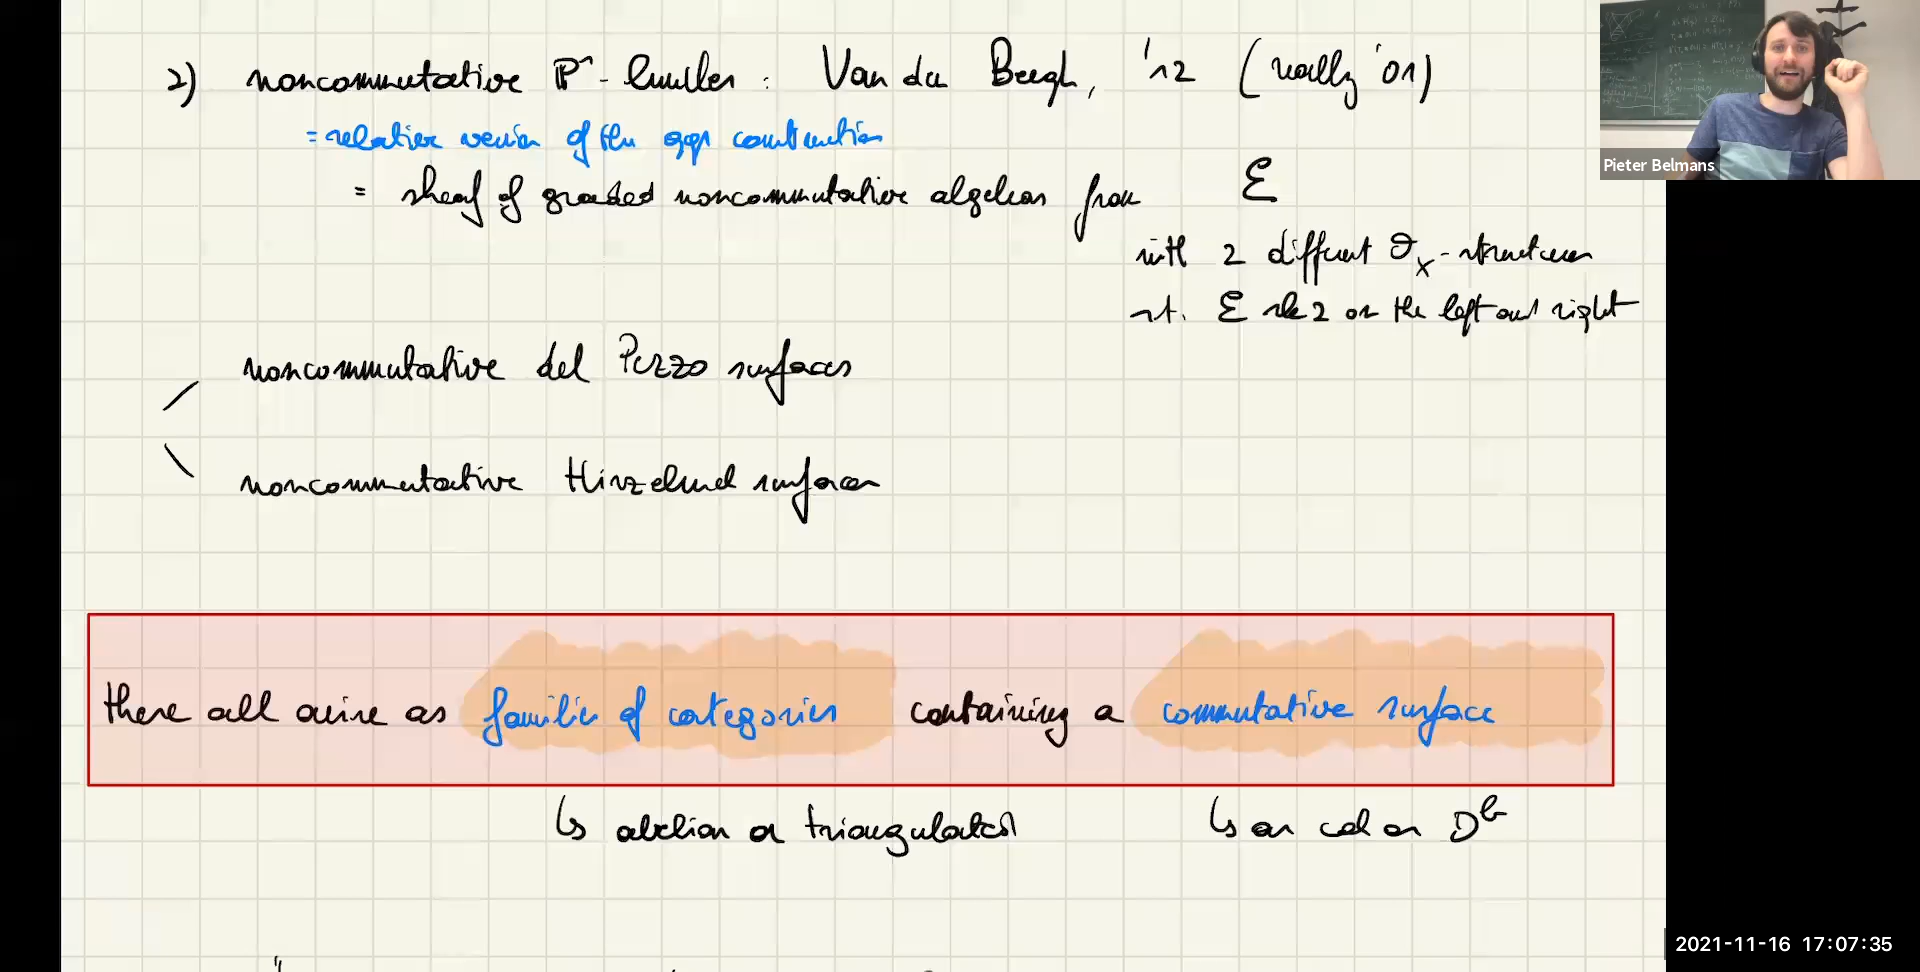 2) noncommutative P¹-bundles : Van den Bergh, '12 (really '01)
= relative version of the qgr construction
= sheaf of graded noncommutative algebras from ℰ
with 2 different 𝒪_X-structures
s.t. ℰ rk 2 on the left and right
noncommutative del Pezzo surfaces
noncommutative Hirzebruch surfaces
these all arise as families of categories containing a commutative surface
↳ abelian or triangulated
↳ as coh or D^b
Pieter Belmans
2021-11-16 17:07:35